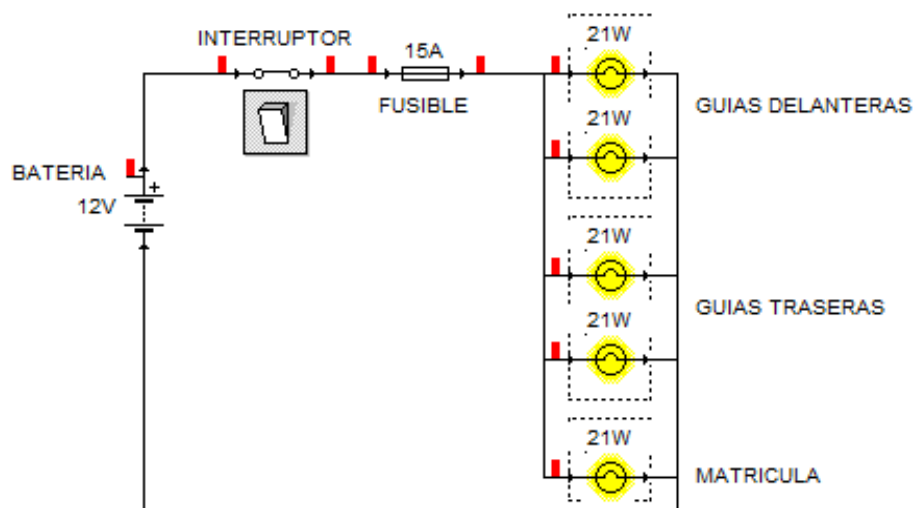 INTERRUPTOR
15A
FUSIBLE
BATERIA
+
12V
21W
GUIAS DELANTERAS
21W
21W
GUIAS TRASERAS
21W
21W
MATRICULA